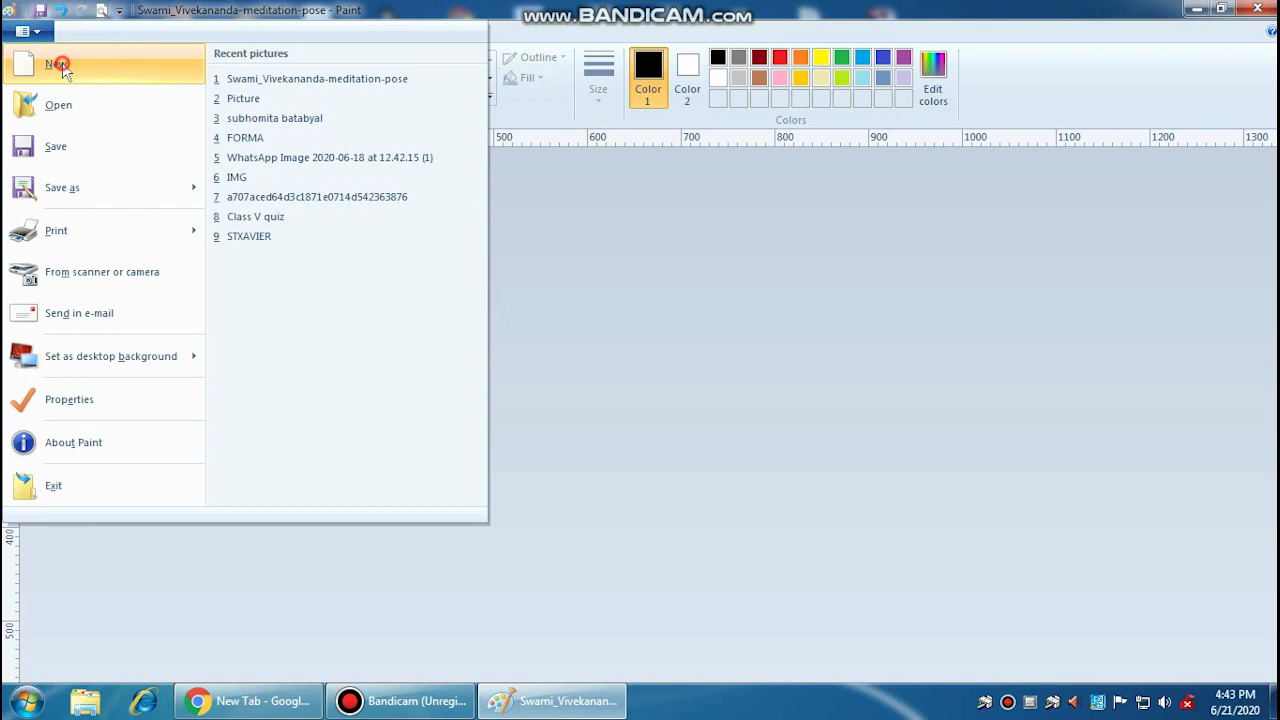 Swami_Vivekananda-meditation-pose - Paint
www.BANDICAM.com
New
Open
Save
Save as
Print
From scanner or camera
Send in e-mail
Set as desktop background
Properties
About Paint
Exit
Recent pictures
1 Swami_Vivekananda-meditation-pose
2 Picture
3 subhomita batabyal
4 FORMA
5 WhatsApp Image 2020-06-18 at 12.42.15 (1)
6 IMG
7 a707aced64d3c1871e0714d542363876
8 Class V quiz
9 STXAVIER
Outline
Fill
Size
Color 1
Color 2
Edit colors
Colors
500 600 700 800 900 1000 1100 1200 1300
400
500
New Tab - Googl...
Bandicam (Unregi...
Swami_Vivekanan...
4:43 PM
6/21/2020